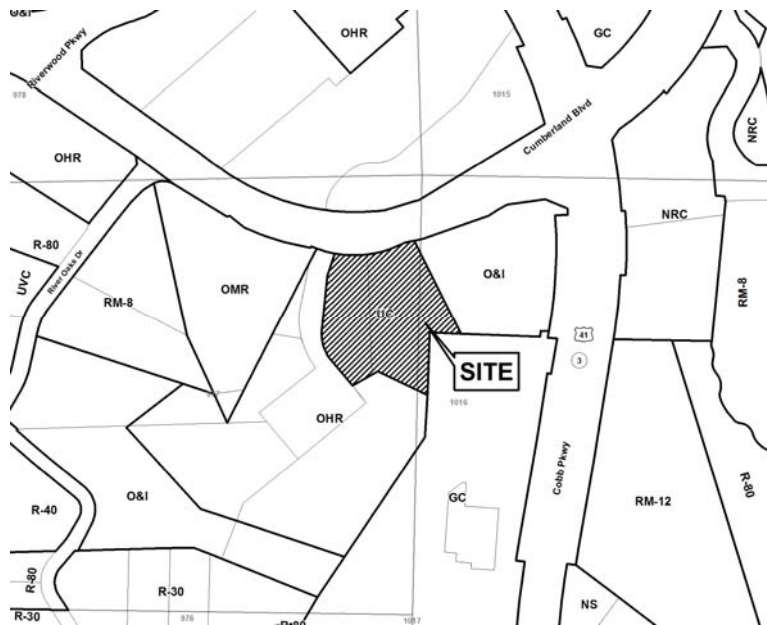 O&I
Riverwood Pkwy
OHR
GC
978
1015
Cumberland Blvd
NRC
OHR
NRC
R-80
River Oaks Dr
UVC
RM-8
OMR
O&I
RM-8
UC
41
3
SITE
1016
OHR
Cobb Pkwy
GC
R-80
RM-12
O&I
R-40
R-80
R-30
NS
R-30
976
1017
R-80